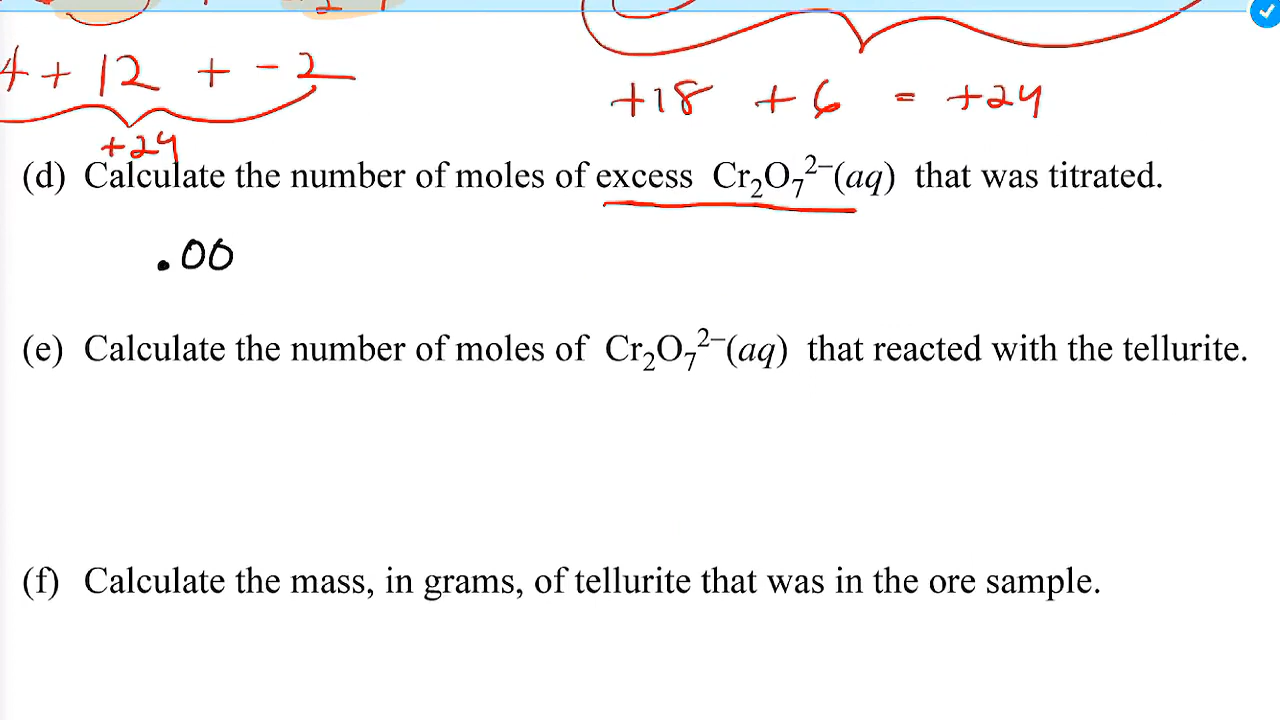 4 + 12 + -2
+18 + 6 = +24
+24
(d) Calculate the number of moles of excess Cr₂O₇²⁻(aq) that was titrated.
.00
(e) Calculate the number of moles of Cr₂O₇²⁻(aq) that reacted with the tellurite.
(f) Calculate the mass, in grams, of tellurite that was in the ore sample.